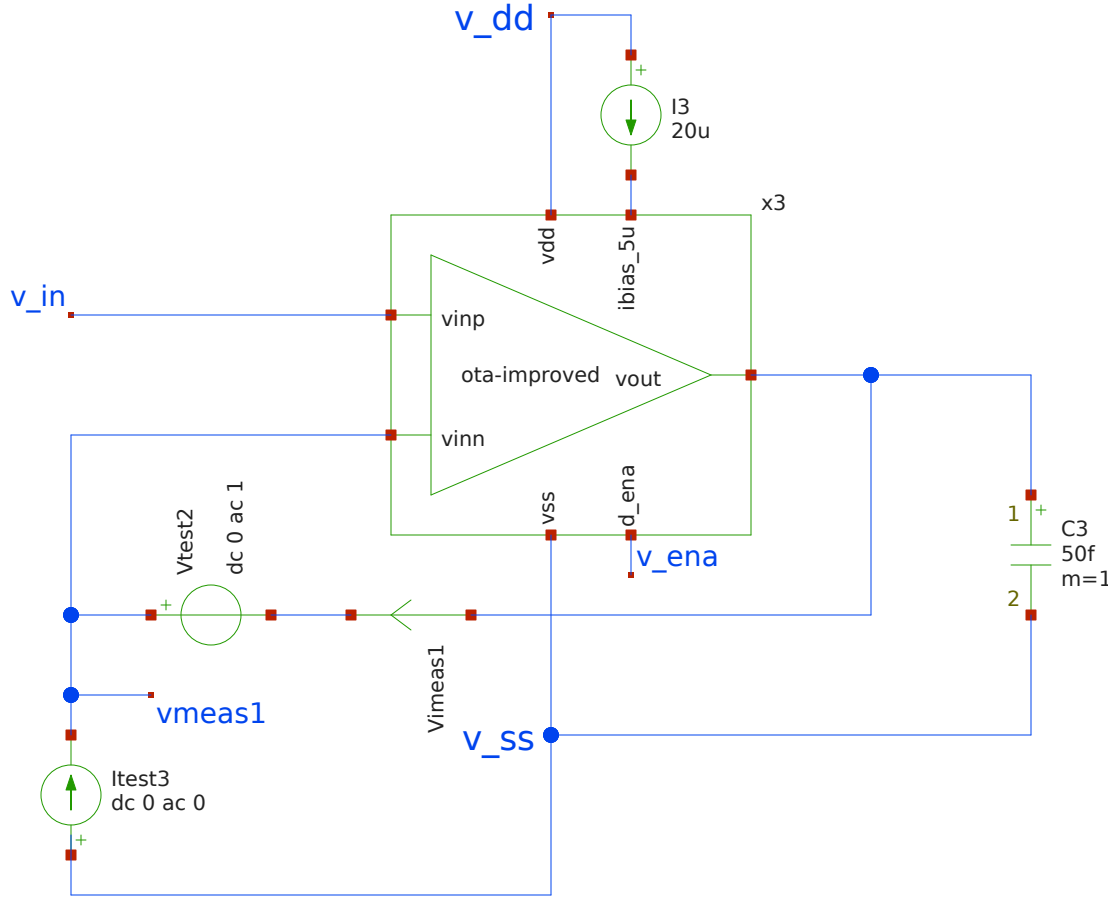 v_dd
+
I3
20u
x3
vdd
ibias_5u
v_in
vinp
ota-improved
vout
vinn
vss
d_ena
v_ena
Vtest2
dc 0 ac 1
+
1
+
C3
50f
m=1
2
Vimeas1
vmeas1
v_ss
Itest3
dc 0 ac 0
+